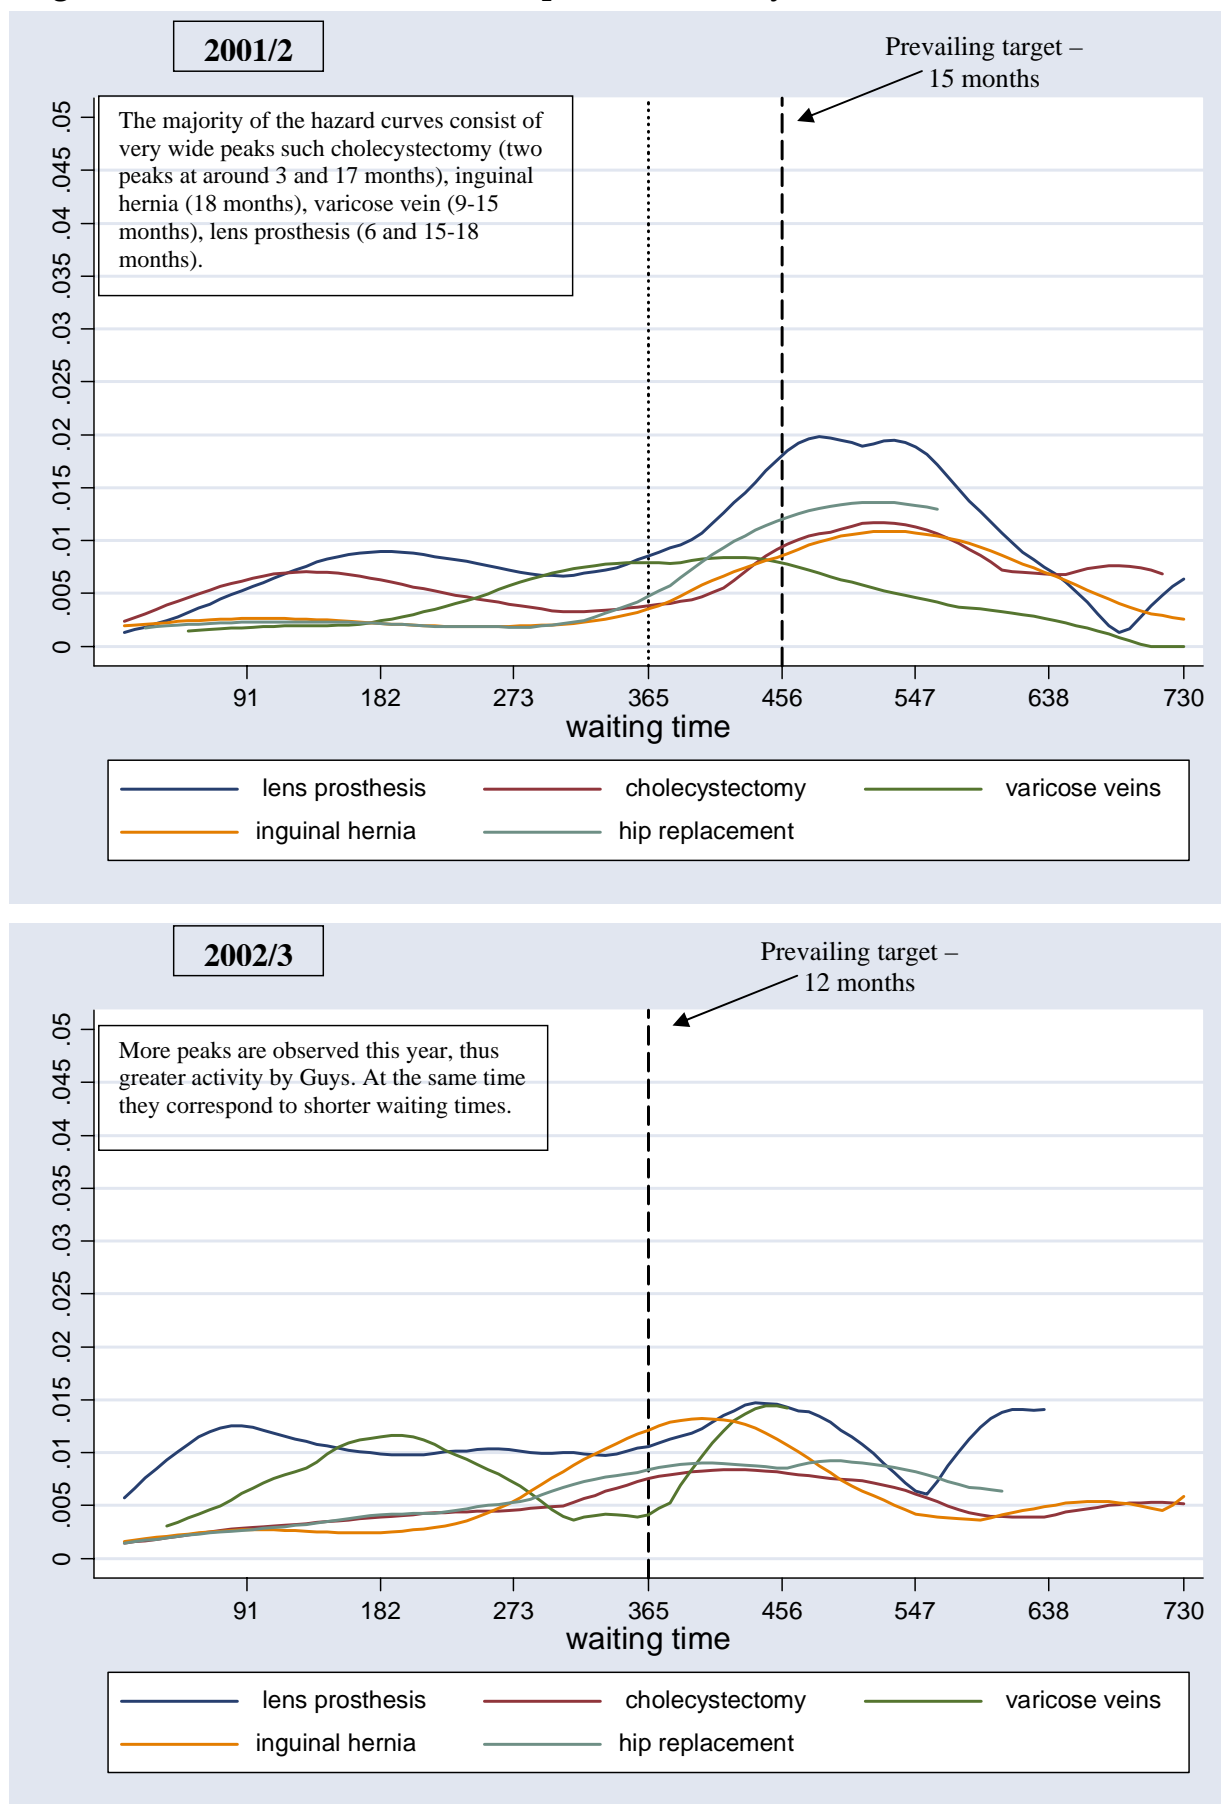 2001/2
Prevailing target –
15 months
The majority of the hazard curves consist of
very wide peaks such cholecystectomy (two
peaks at around 3 and 17 months), inguinal
hernia (18 months), varicose vein (9-15
months), lens prosthesis (6 and 15-18
months).
.05
.045
.04
.035
.03
.025
.02
.015
.01
.005
0
91 182 273 365 456 547 638 730
waiting time
lens prosthesis cholecystectomy varicose veins
inguinal hernia hip replacement
2002/3
Prevailing target –
12 months
More peaks are observed this year, thus
greater activity by Guys. At the same time
they correspond to shorter waiting times.
.05
.045
.04
.035
.03
.025
.02
.015
.01
.005
0
91 182 273 365 456 547 638 730
waiting time
lens prosthesis cholecystectomy varicose veins
inguinal hernia hip replacement